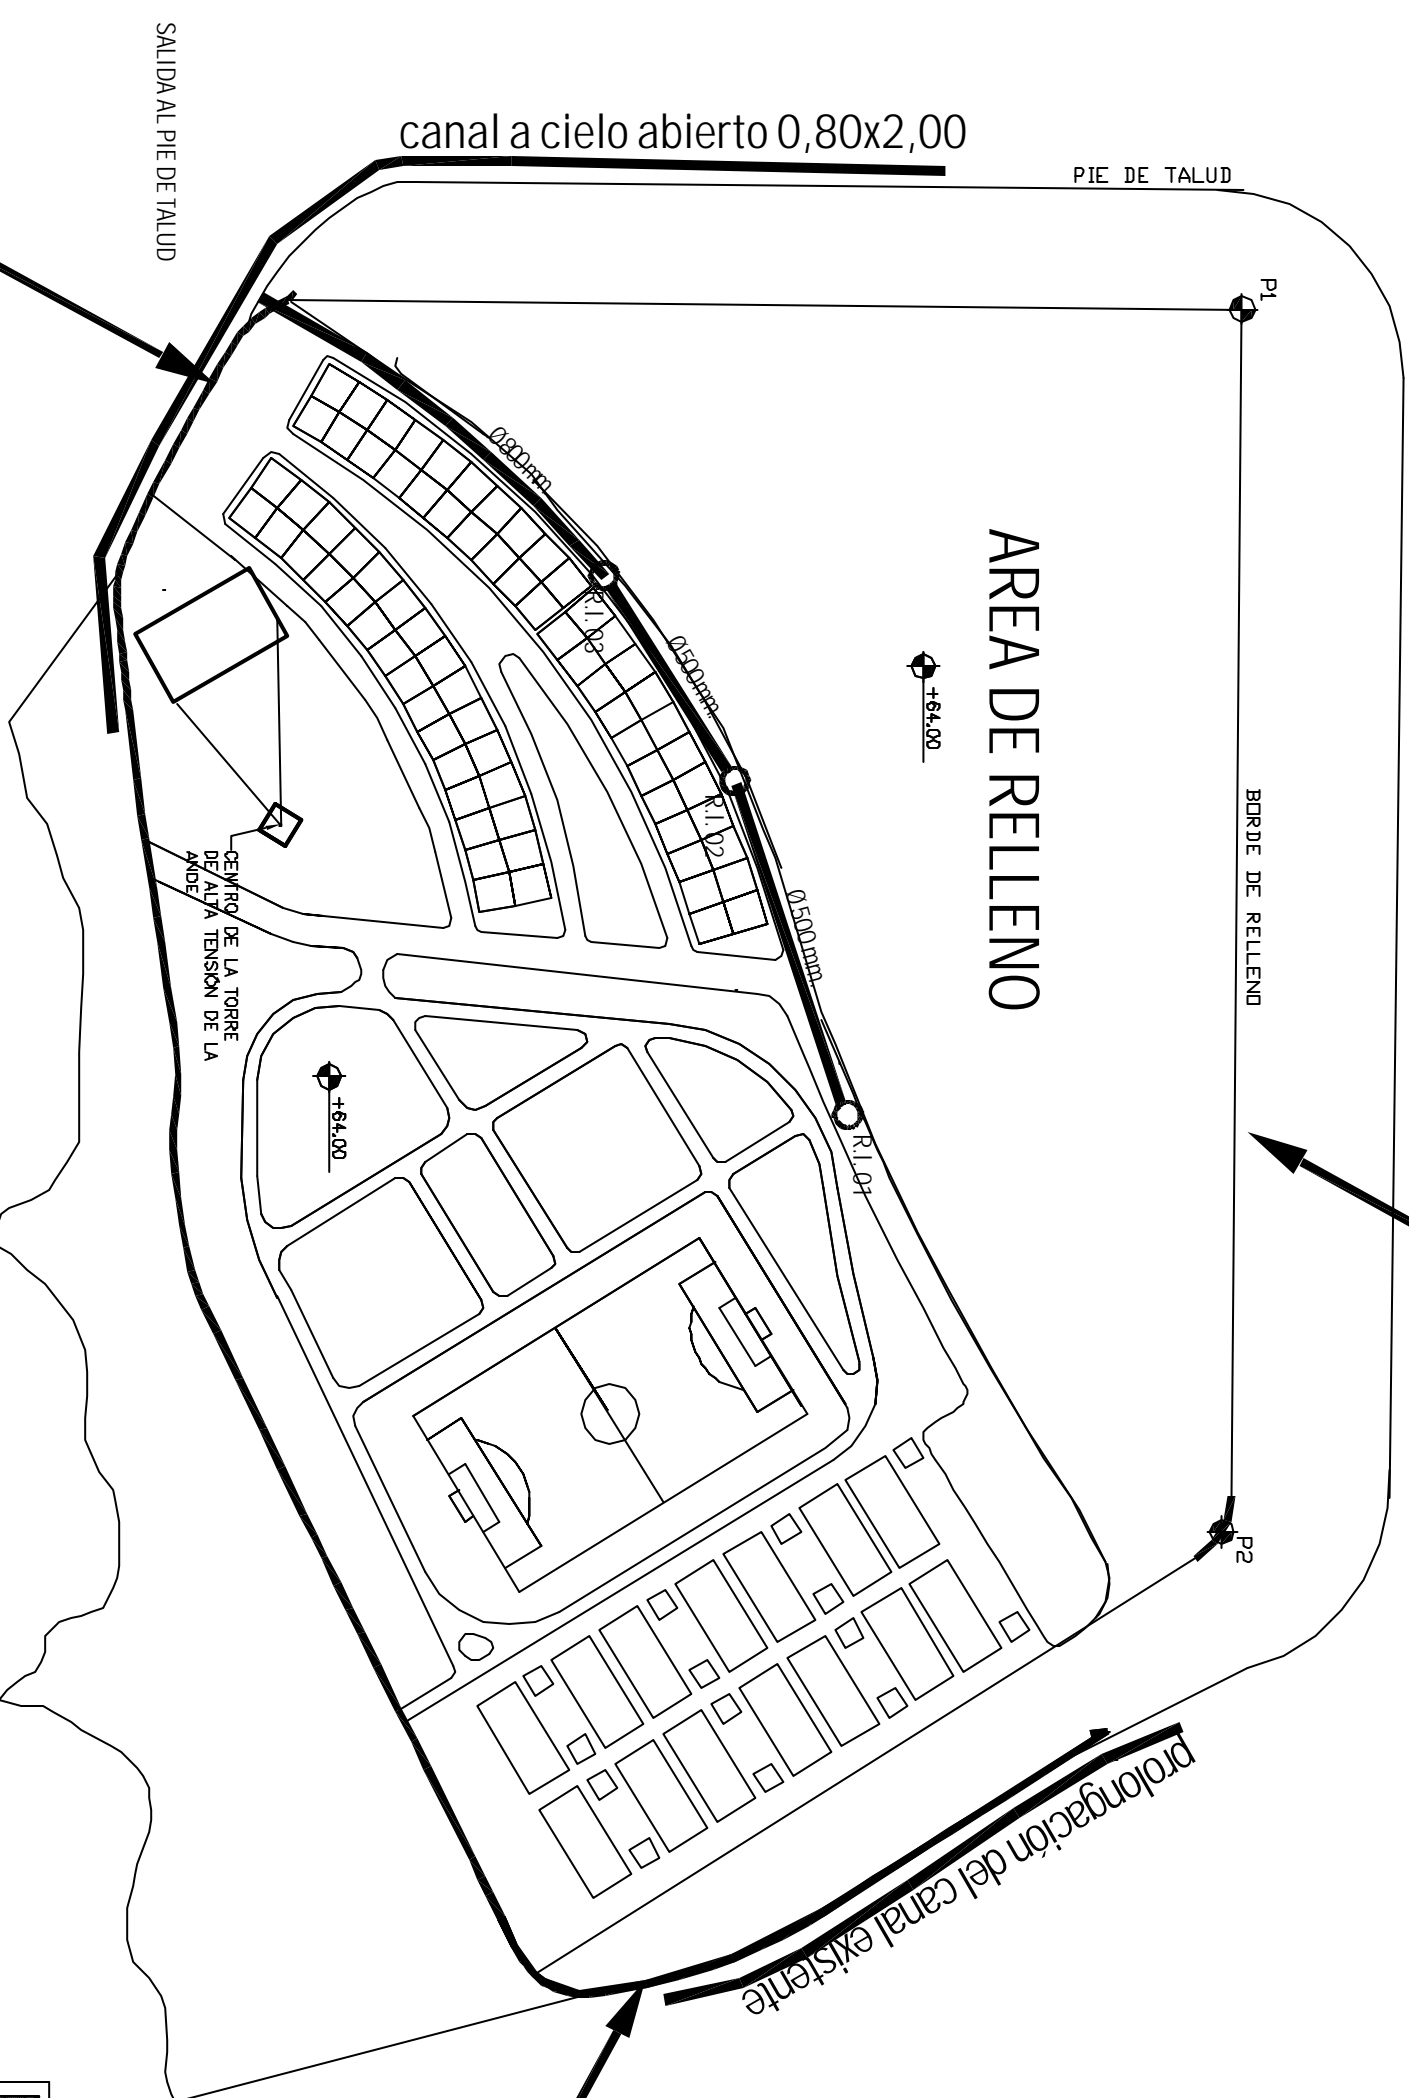 SALIDA AL PIE DE TALUD
canal a cielo abierto 0,80x2,00
PIE DE TALUD
P1
Ø800mm
R.I. 03
Ø500mm.
+64.00
AREA DE RELLENO
BORDE DE RELLENO
R.I. 02
Ø500mm.
CENTRO DE LA TORRE
DE ALTA TENSIÓN DE LA
ANDE
+64.00
R.I. 01
P2
prolongación del canal existente